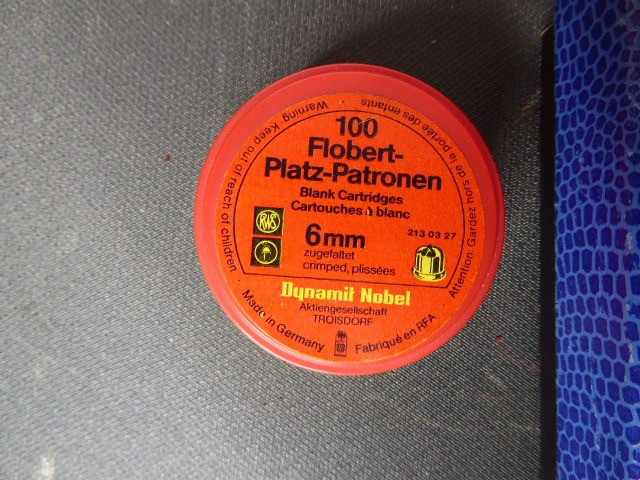 Warning: Keep out of reach of children
Attention Gardez hors de la portée des enfants
100
Flobert-
Platz-Patronen
Blank Cartridges
Cartouches à blanc
RWS
6mm
213 03 27
zugefaltet
crimped, plissées
Dynamit Nobel
Aktiengesellschaft
TROISDORF
Made in Germany
Fabriqué en RFA